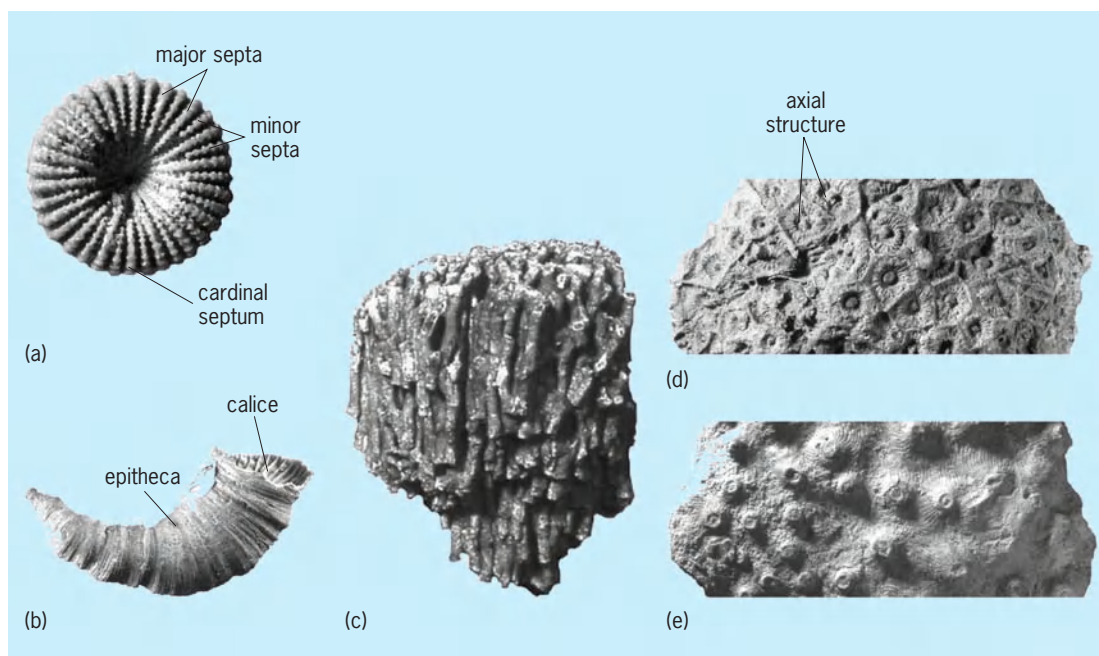 major septa
minor
septa
cardinal
septum
(a)
calice
epitheca
(b)
(c)
axial
structure
(d)
(e)